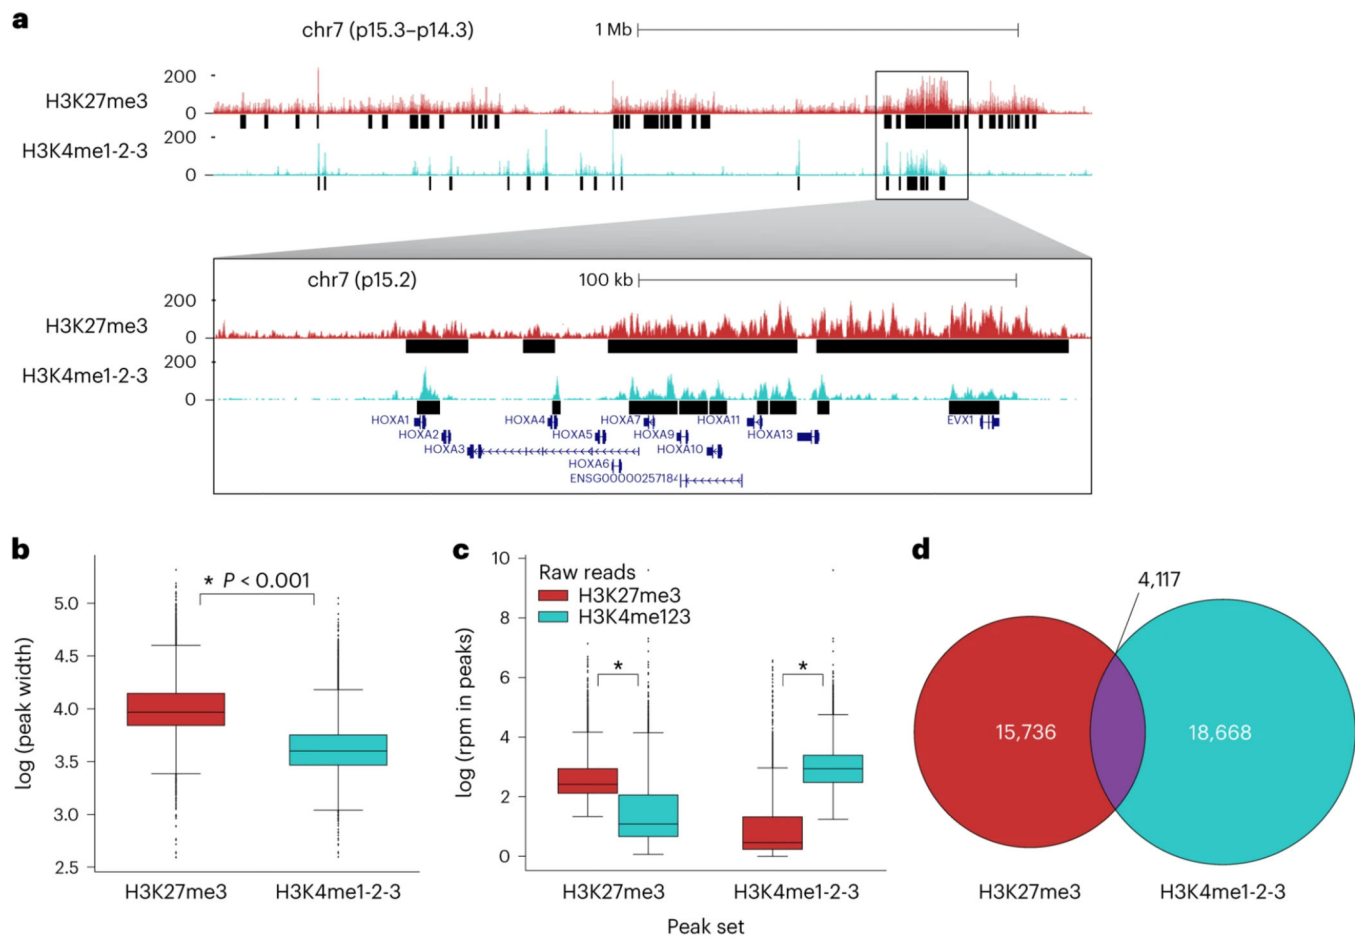 a
chr7 (p15.3–p14.3)
1 Mb
200
H3K27me3
0
200
H3K4me1-2-3
0
chr7 (p15.2)
100 kb
200
H3K27me3
0
200
H3K4me1-2-3
0
HOXA1 HOXA4 HOXA7 HOXA11 EVX1
HOXA2 HOXA5 HOXA9 HOXA13
HOXA3 HOXA10
HOXA6
b
* P < 0.001
5.0
4.5
4.0
3.5
3.0
2.5
log (peak width)
H3K27me3 H3K4me1-2-3
c
10
8
6
4
2
0
log (rpm in peaks)
Raw reads
H3K27me3
H3K4me123
* *
H3K27me3 H3K4me1-2-3
Peak set
d
4,117
15,736 18,668
H3K27me3 H3K4me1-2-3